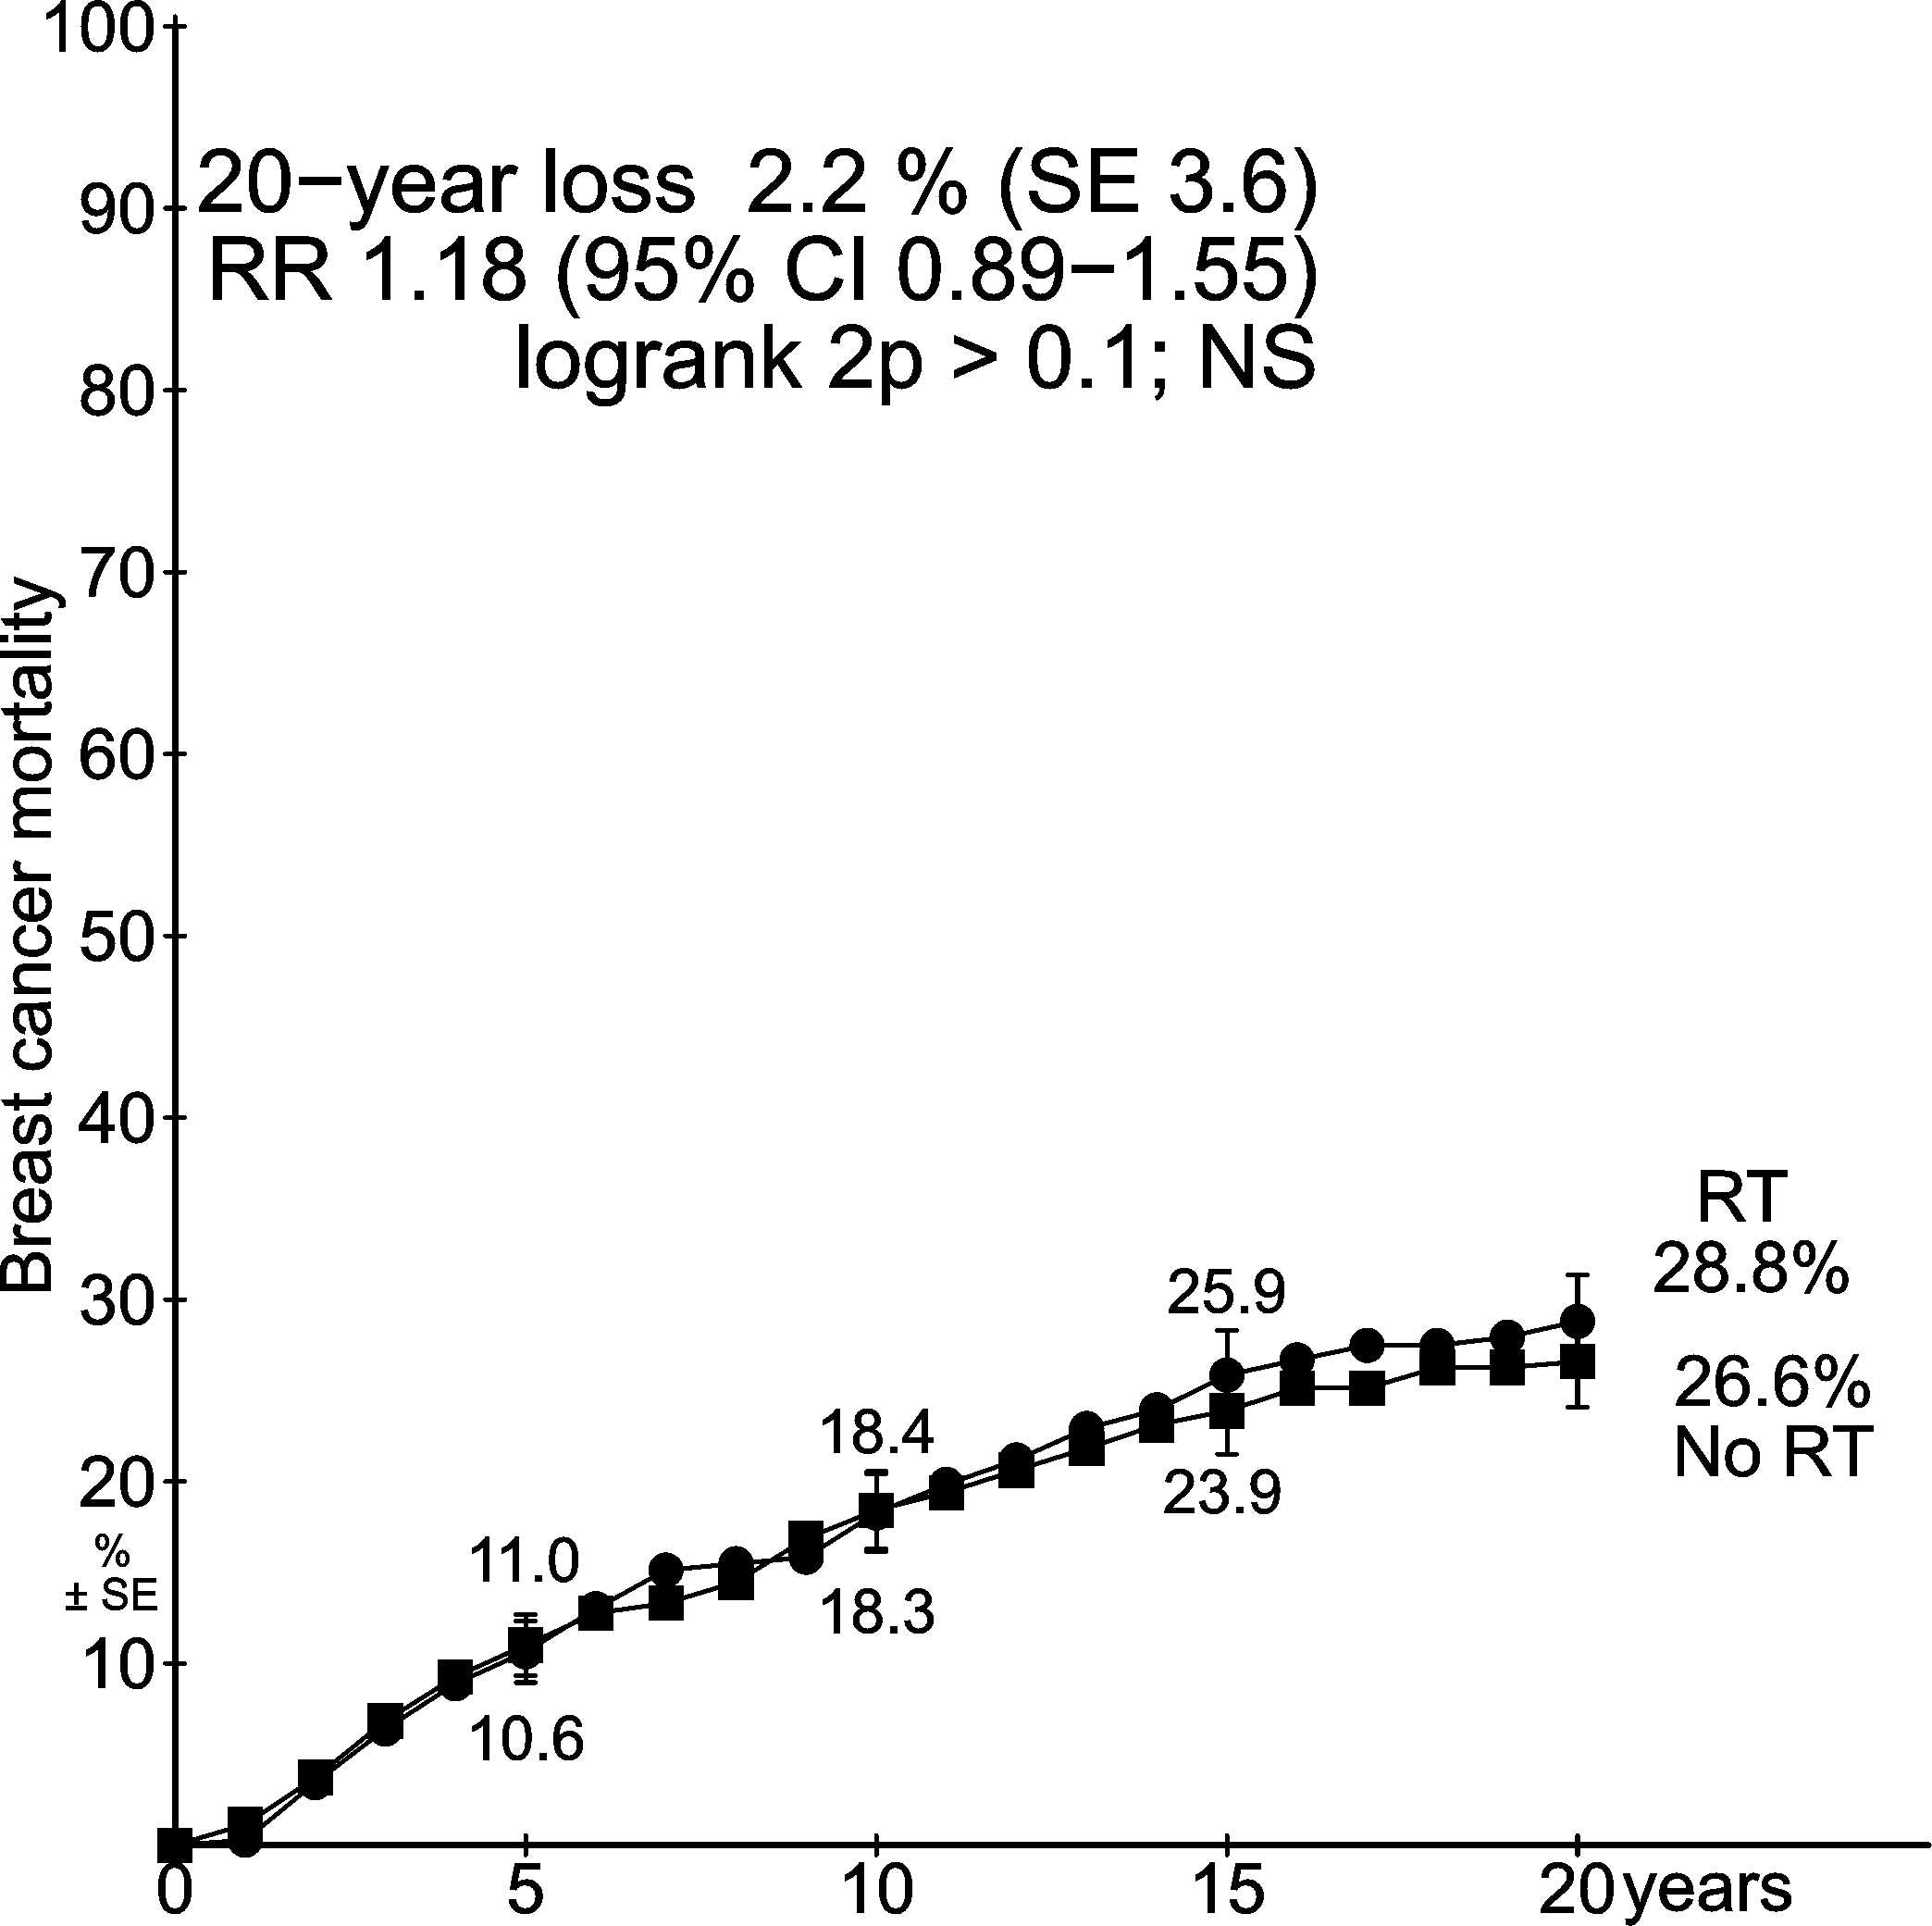 100
90
80
70
60
50
40
30
20
10
% 
± SE
Breast cancer mortality
20−year loss 2.2 % (SE 3.6)
RR 1.18 (95% CI 0.89−1.55)
logrank 2p > 0.1; NS
RT
28.8%
26.6%
No RT
25.9
23.9
18.4
18.3
11.0
10.6
0 5 10 15 20 years